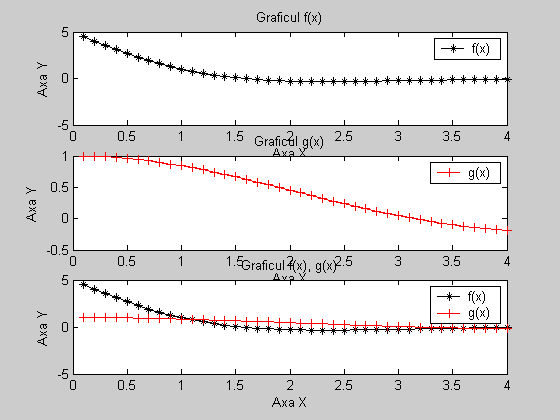 Graficul f(x)
5
f(x)
Axa Y
0
-5
0 0.5 1 1.5 2 2.5 3 3.5 4
Axa X
Graficul g(x)
1
g(x)
0.5
Axa Y
0
-0.5
0 0.5 1 1.5 2 2.5 3 3.5 4
Axa X
Graficul f(x), g(x)
5
f(x)
g(x)
Axa Y
0
-5
0 0.5 1 1.5 2 2.5 3 3.5 4
Axa X